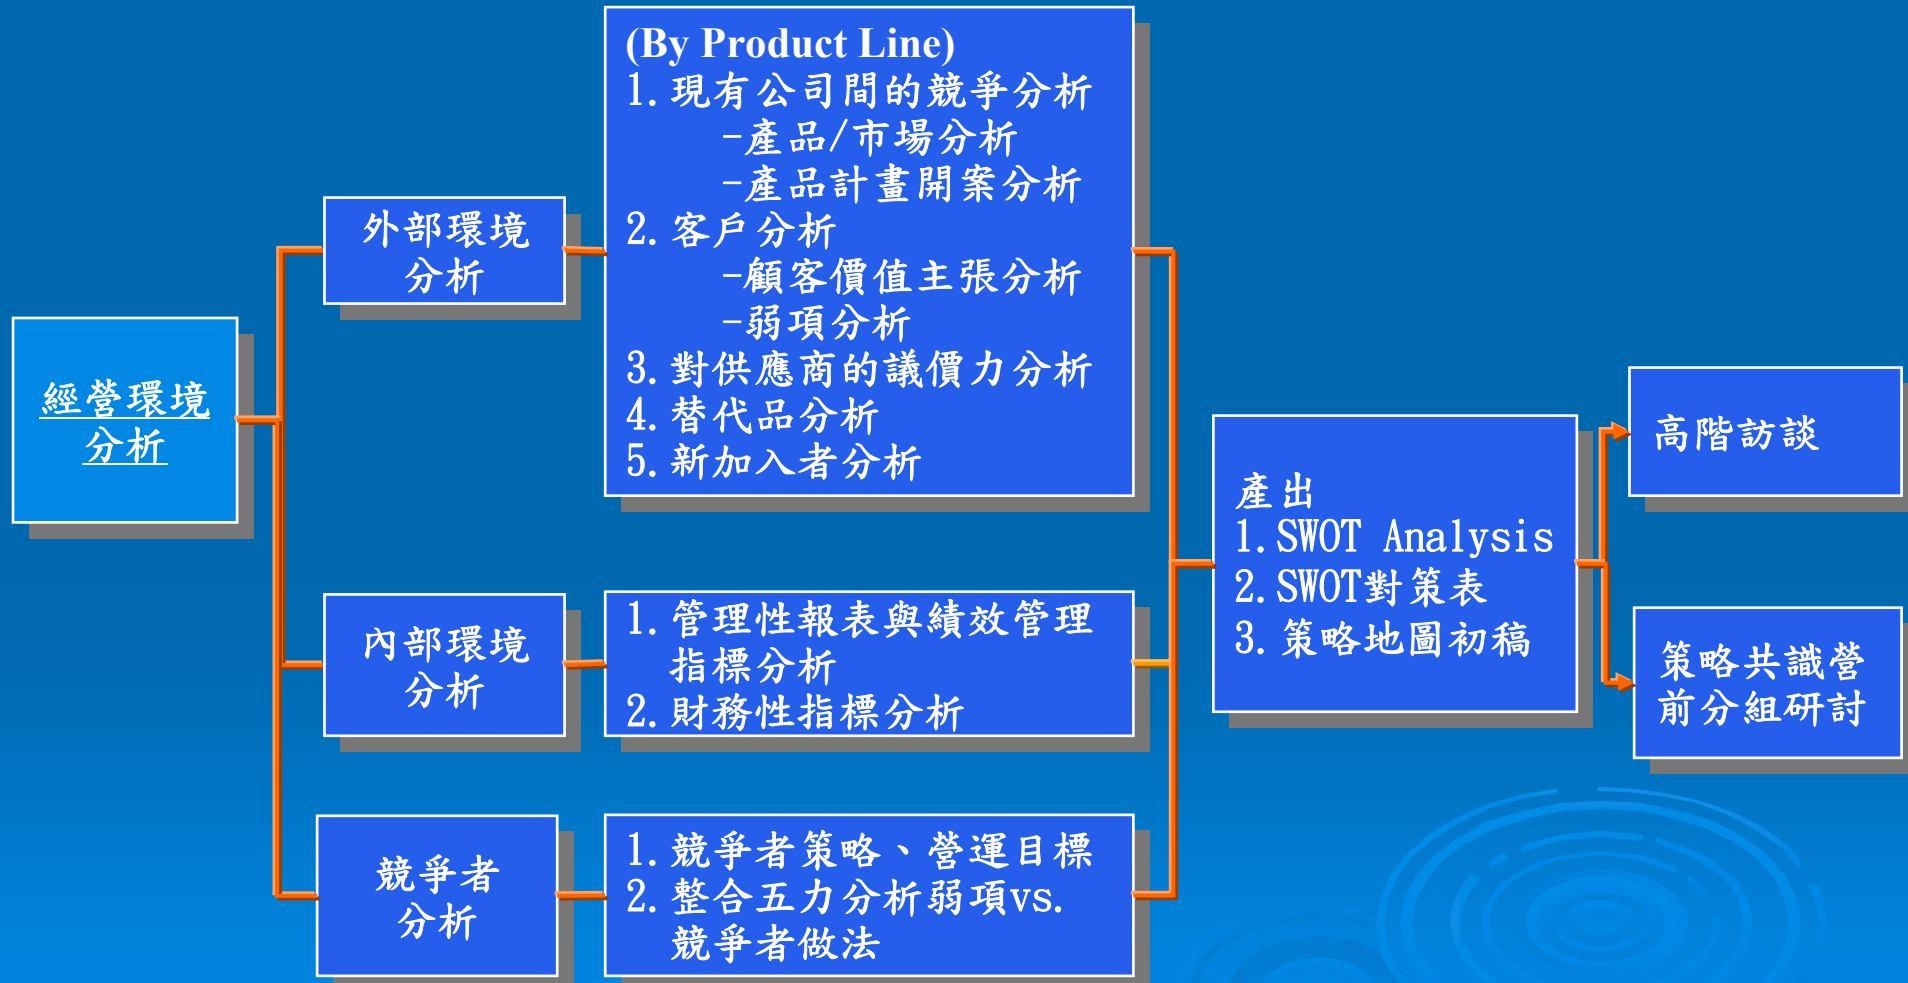 經營環境
分析
外部環境
分析
(By Product Line)
1.現有公司間的競爭分析
-產品/市場分析
-產品計畫開案分析
2.客戶分析
-顧客價值主張分析
-弱項分析
3.對供應商的議價力分析
4.替代品分析
5.新加入者分析
內部環境
分析
1.管理性報表與績效管理
指標分析
2.財務性指標分析
競爭者
分析
1.競爭者策略、營運目標
2.整合五力分析弱項vs.
競爭者做法
產出
1.SWOT Analysis
2.SWOT對策表
3.策略地圖初稿
高階訪談
策略共識營
前分組研討